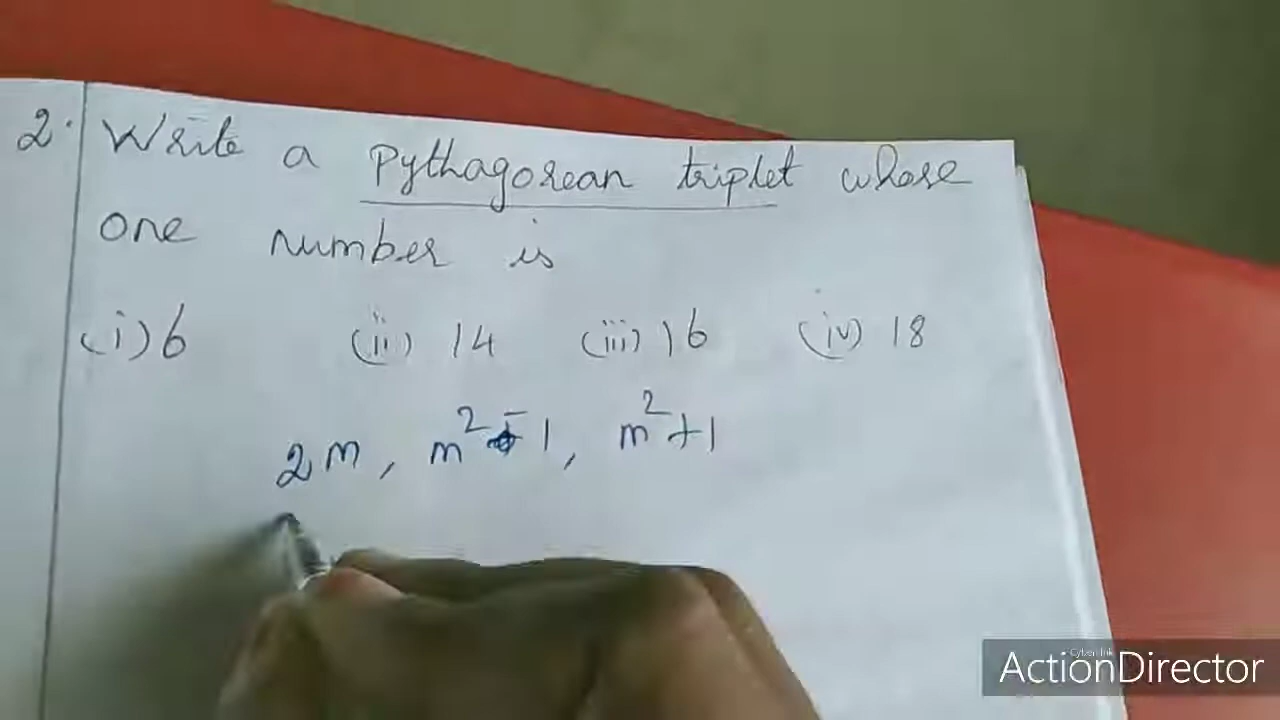 2. Write a Pythagorean triplet whose
one number is
(i) 6 (ii) 14 (iii) 16 (iv) 18
2m, m²-1, m²+1
ActionDirector